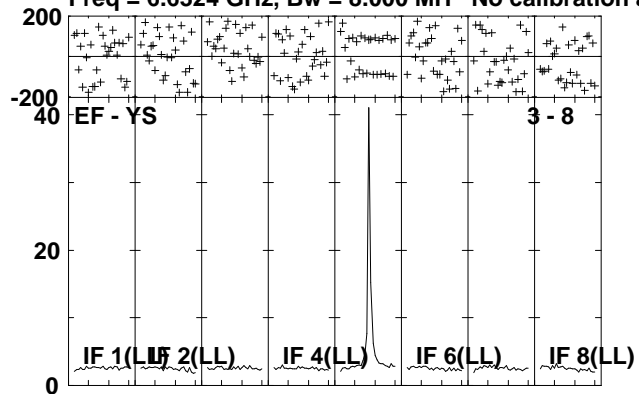 Freq = 6.6524 GHz, Bw = 8.000 MH No calibration a
200
-200
40
EF - YS
3 - 8
20
IF 1(LL)
IF 2(LL)
IF 4(LL)
IF 6(LL)
IF 8(LL)
0